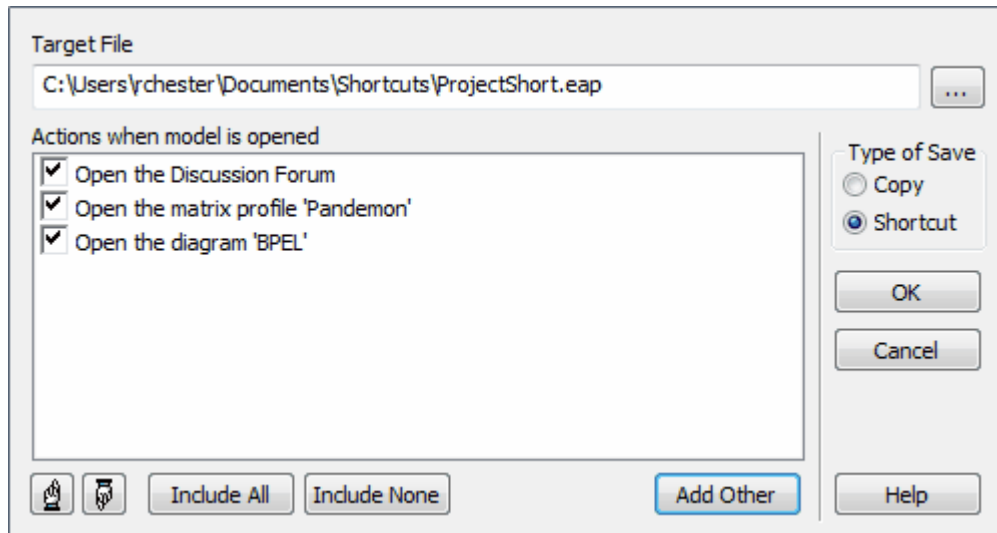 Target File
C:\Users\rchester\Documents\Shortcuts\ProjectShort.eap
...
Actions when model is opened
Open the Discussion Forum
Open the matrix profile 'Pandemon'
Open the diagram 'BPEL'
Type of Save
Copy
Shortcut
OK
Cancel
Include All
Include None
Add Other
Help